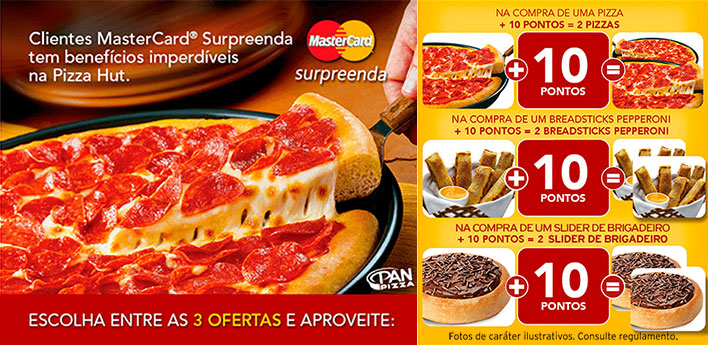 Clientes MasterCard® Surpreenda
tem benefícios imperdíveis
na Pizza Hut.
MasterCard
surpreenda
PAN
PIZZA
ESCOLHA ENTRE AS 3 OFERTAS E APROVEITE:
NA COMPRA DE UMA PIZZA
+ 10 PONTOS = 2 PIZZAS
+ 10 =
PONTOS
NA COMPRA DE UM BREADSTICKS PEPPERONI
+ 10 PONTOS = 2 BREADSTICKS PEPPERONI
+ 10 =
PONTOS
NA COMPRA DE UM SLIDER DE BRIGADEIRO
+ 10 PONTOS = 2 SLIDER DE BRIGADEIRO
+ 10 =
PONTOS
Fotos de caráter ilustrativos. Consulte regulamento.